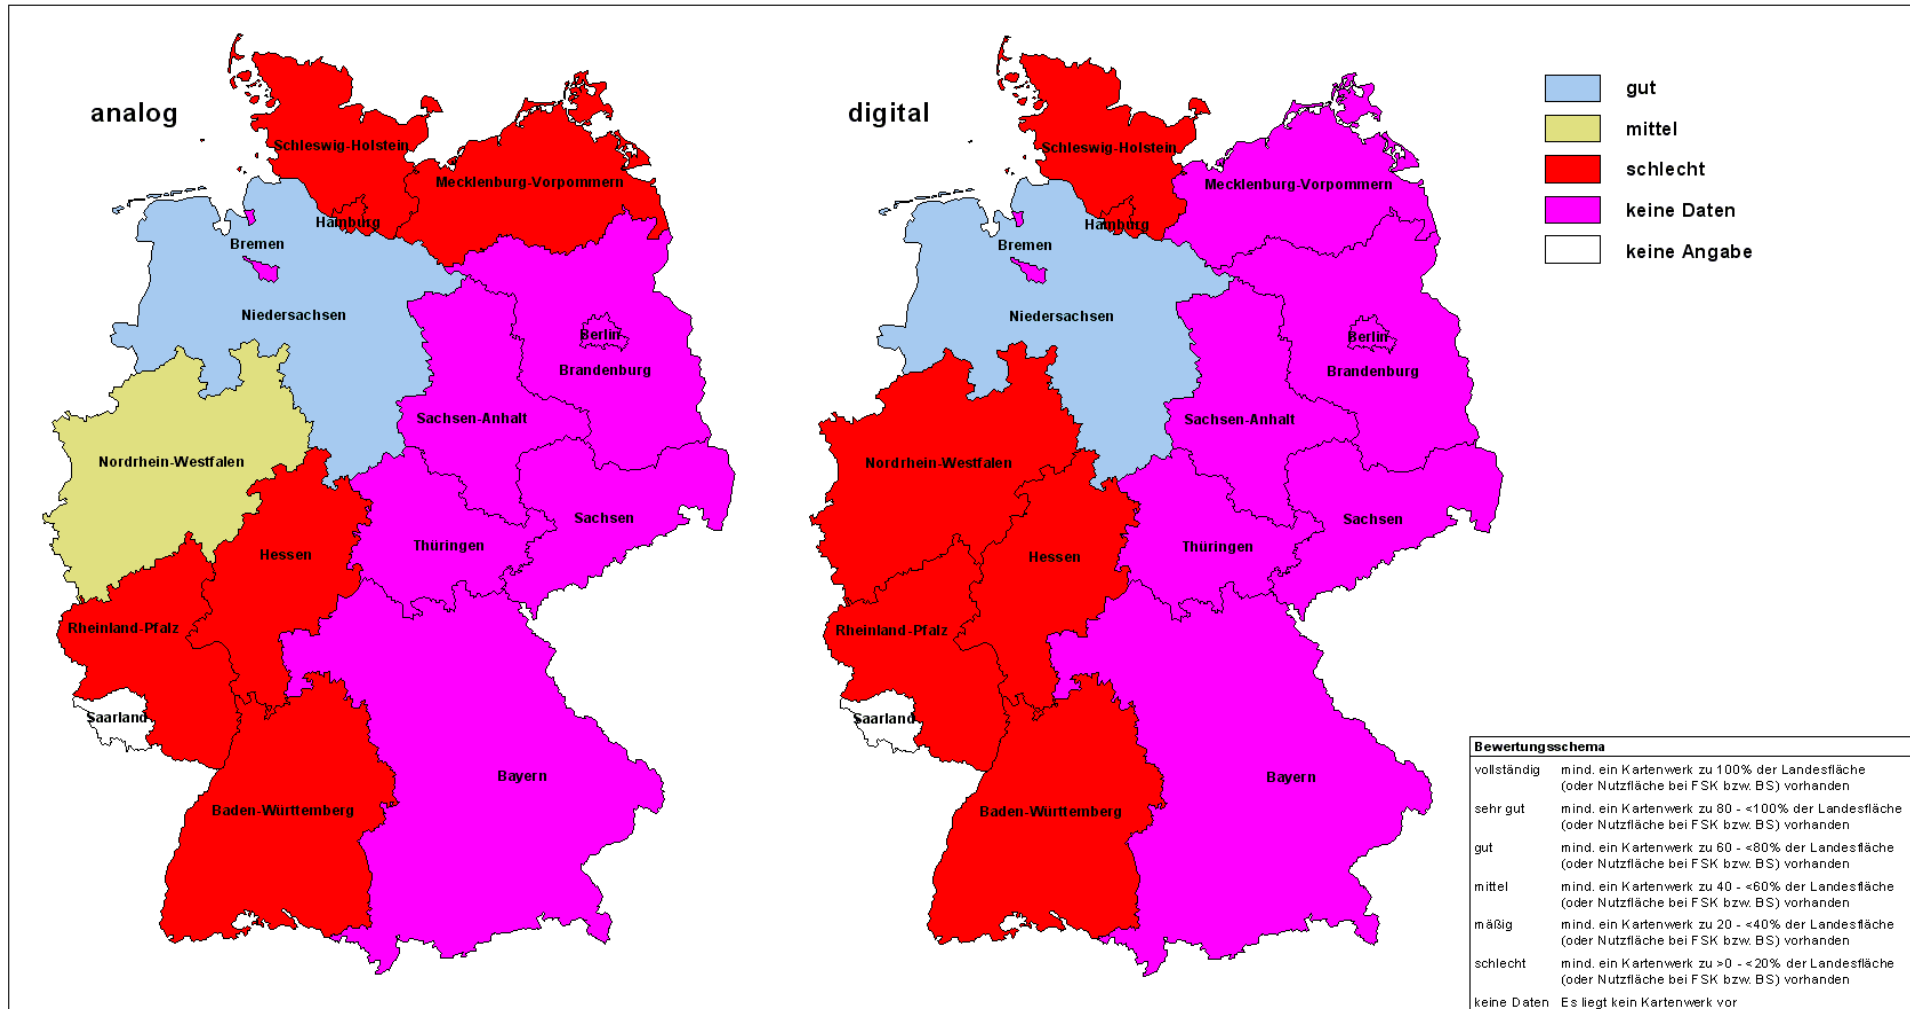 analog
Schleswig-Holstein
Mecklenburg-Vorpommern
Hamburg
Bremen
Niedersachsen
Berlin
Brandenburg
Sachsen-Anhalt
Nordrhein-Westfalen
Sachsen
Thüringen
Hessen
Rheinland-Pfalz
Saarland
Bayern
Baden-Württemberg
digital
Schleswig-Holstein
Mecklenburg-Vorpommern
Hamburg
Bremen
Niedersachsen
Berlin
Brandenburg
Sachsen-Anhalt
Nordrhein-Westfalen
Sachsen
Thüringen
Hessen
Rheinland-Pfalz
Saarland
Bayern
Baden-Württemberg
gut
mittel
schlecht
keine Daten
keine Angabe
Bewertungsschema
vollständig mind. ein Kartenwerk zu 100% der Landesfläche
(oder Nutzfläche bei FSK bzw. BS) vorhanden
sehr gut mind. ein Kartenwerk zu 80 - <100% der Landesfläche
(oder Nutzfläche bei FSK bzw. BS) vorhanden
gut mind. ein Kartenwerk zu 60 - <80% der Landesfläche
(oder Nutzfläche bei FSK bzw. BS) vorhanden
mittel mind. ein Kartenwerk zu 40 - <60% der Landesfläche
(oder Nutzfläche bei FSK bzw. BS) vorhanden
mäßig mind. ein Kartenwerk zu 20 - <40% der Landesfläche
(oder Nutzfläche bei FSK bzw. BS) vorhanden
schlecht mind. ein Kartenwerk zu >0 - <20% der Landesfläche
(oder Nutzfläche bei FSK bzw. BS) vorhanden
keine Daten Es liegt kein Kartenwerk vor